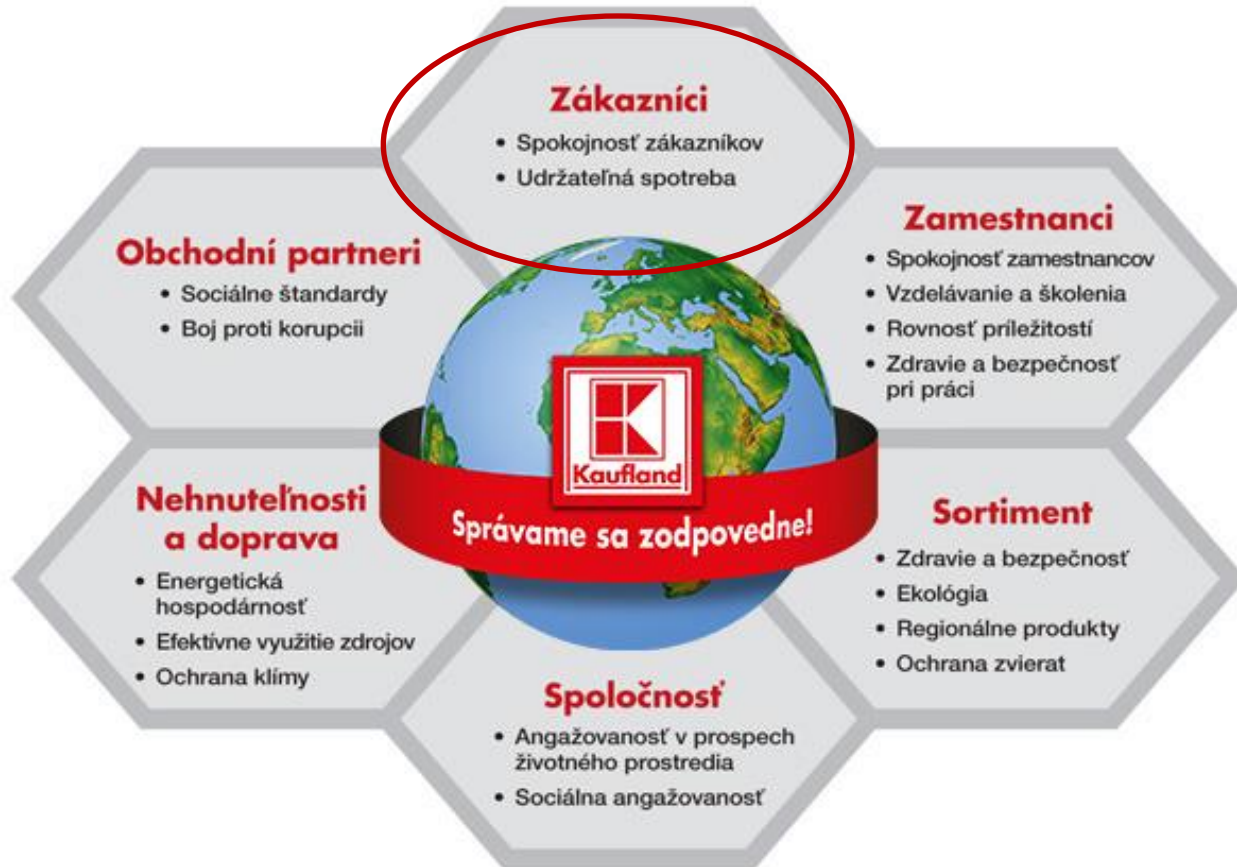 Zákazníci
• Spokojnosť zákazníkov
• Udržateľná spotreba
Obchodní partneri
• Sociálne štandardy
• Boj proti korupcii
Zamestnanci
• Spokojnosť zamestnancov
• Vzdelávanie a školenia
• Rovnosť príležitostí
• Zdravie a bezpečnosť
pri práci
Kaufland
Správame sa zodpovedne!
Nehnuteľnosti
a doprava
• Energetická
hospodárnosť
• Efektívne využitie zdrojov
• Ochrana klímy
Sortiment
• Zdravie a bezpečnosť
• Ekológia
• Regionálne produkty
• Ochrana zvierat
Spoločnosť
• Angažovanosť v prospech
životného prostredia
• Sociálna angažovanosť